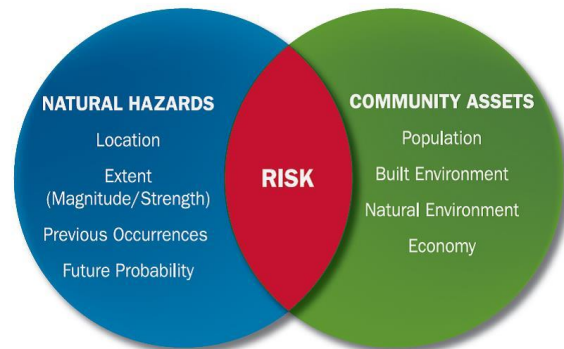 NATURAL HAZARDS
Location
Extent
(Magnitude/Strength)
Previous Occurrences
Future Probability
RISK
COMMUNITY ASSETS
Population
Built Environment
Natural Environment
Economy